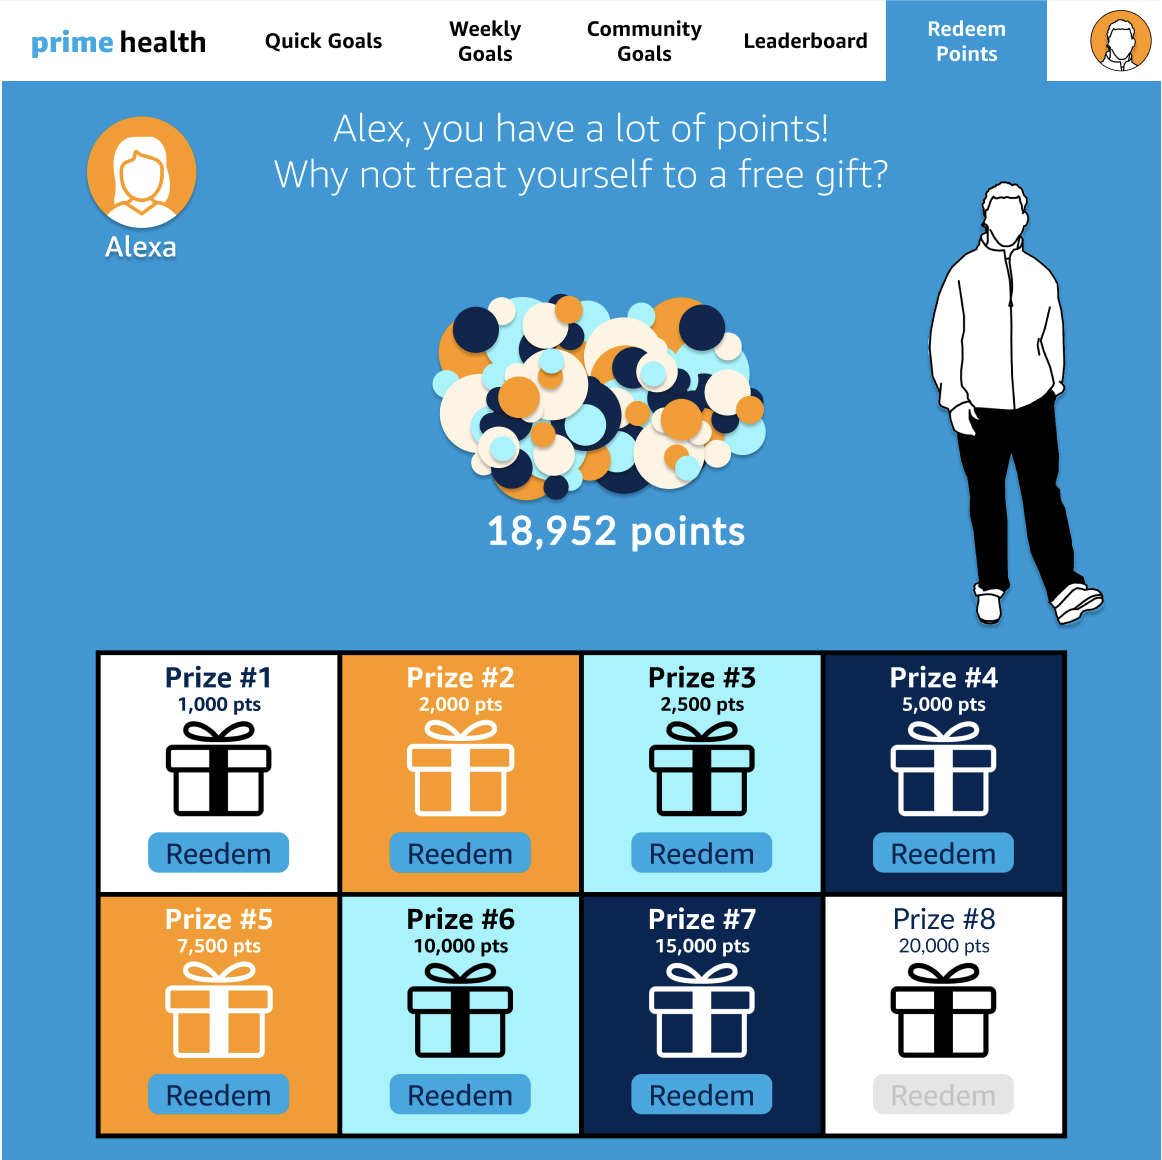 prime health
Quick Goals
Weekly
Goals
Community
Goals
Leaderboard
Redeem
Points
Alex, you have a lot of points!
Why not treat yourself to a free gift?
Alexa
18,952 points
Prize #1
1,000 pts
Reedem
Prize #2
2,000 pts
Reedem
Prize #3
2,500 pts
Reedem
Prize #4
5,000 pts
Reedem
Prize #5
7,500 pts
Reedem
Prize #6
10,000 pts
Reedem
Prize #7
15,000 pts
Reedem
Prize #8
20,000 pts
Reedem